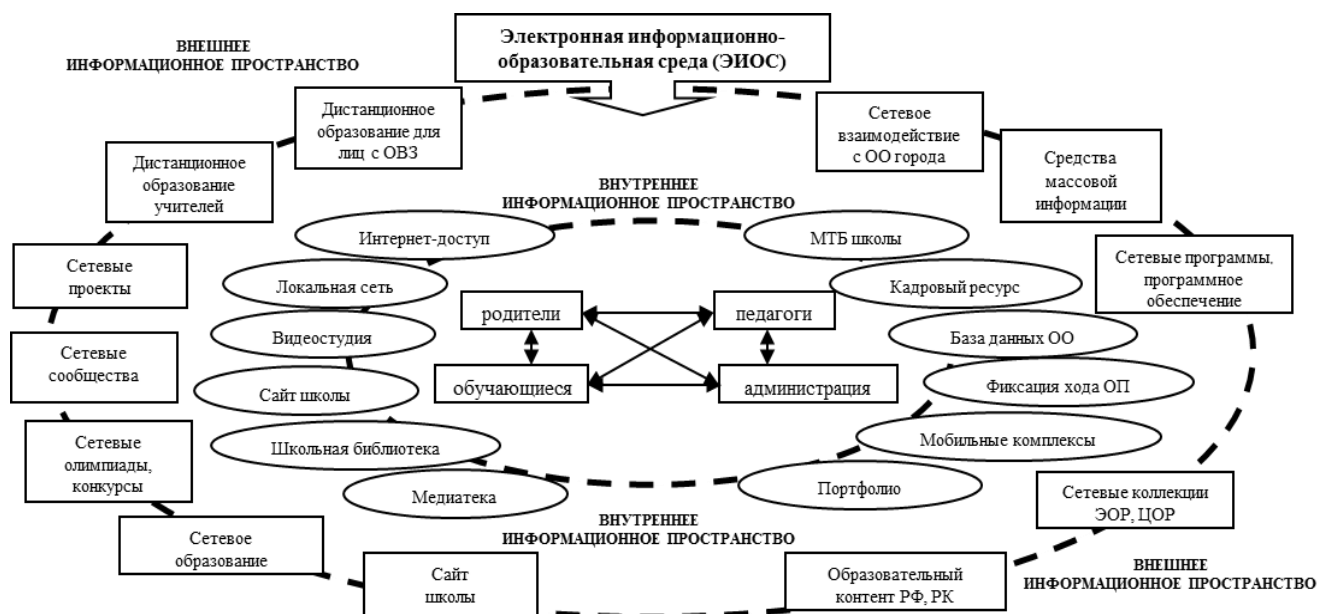 Электронная информационно-
образовательная среда (ЭИОС)
ВНЕШНЕЕ
ИНФОРМАЦИОННОЕ ПРОСТРАНСТВО
Дистанционное
образование для
лиц с ОВЗ
Сетевое
взаимодействие
с ОО города
Дистанционное
образование
учителей
Средства
массовой
информации
ВНУТРЕННЕЕ
ИНФОРМАЦИОННОЕ ПРОСТРАНСТВО
Интернет-доступ
МТБ школы
Сетевые
проекты
Сетевые программы,
программное
обеспечение
Локальная сеть
Кадровый ресурс
родители
педагоги
Видеостудия
База данных ОО
Сетевые
сообщества
обучающиеся
администрация
Сайт школы
Фиксация хода ОП
Сетевые
олимпиады,
конкурсы
Школьная библиотека
Мобильные комплексы
Медиатека
Портфолио
Сетевые коллекции
ЭОР, ЦОР
Сетевое
образование
ВНУТРЕННЕЕ
ИНФОРМАЦИОННОЕ ПРОСТРАНСТВО
Сайт
школы
Образовательный
контент РФ, РК
ВНЕШНЕЕ
ИНФОРМАЦИОННОЕ ПРОСТРАНСТВО